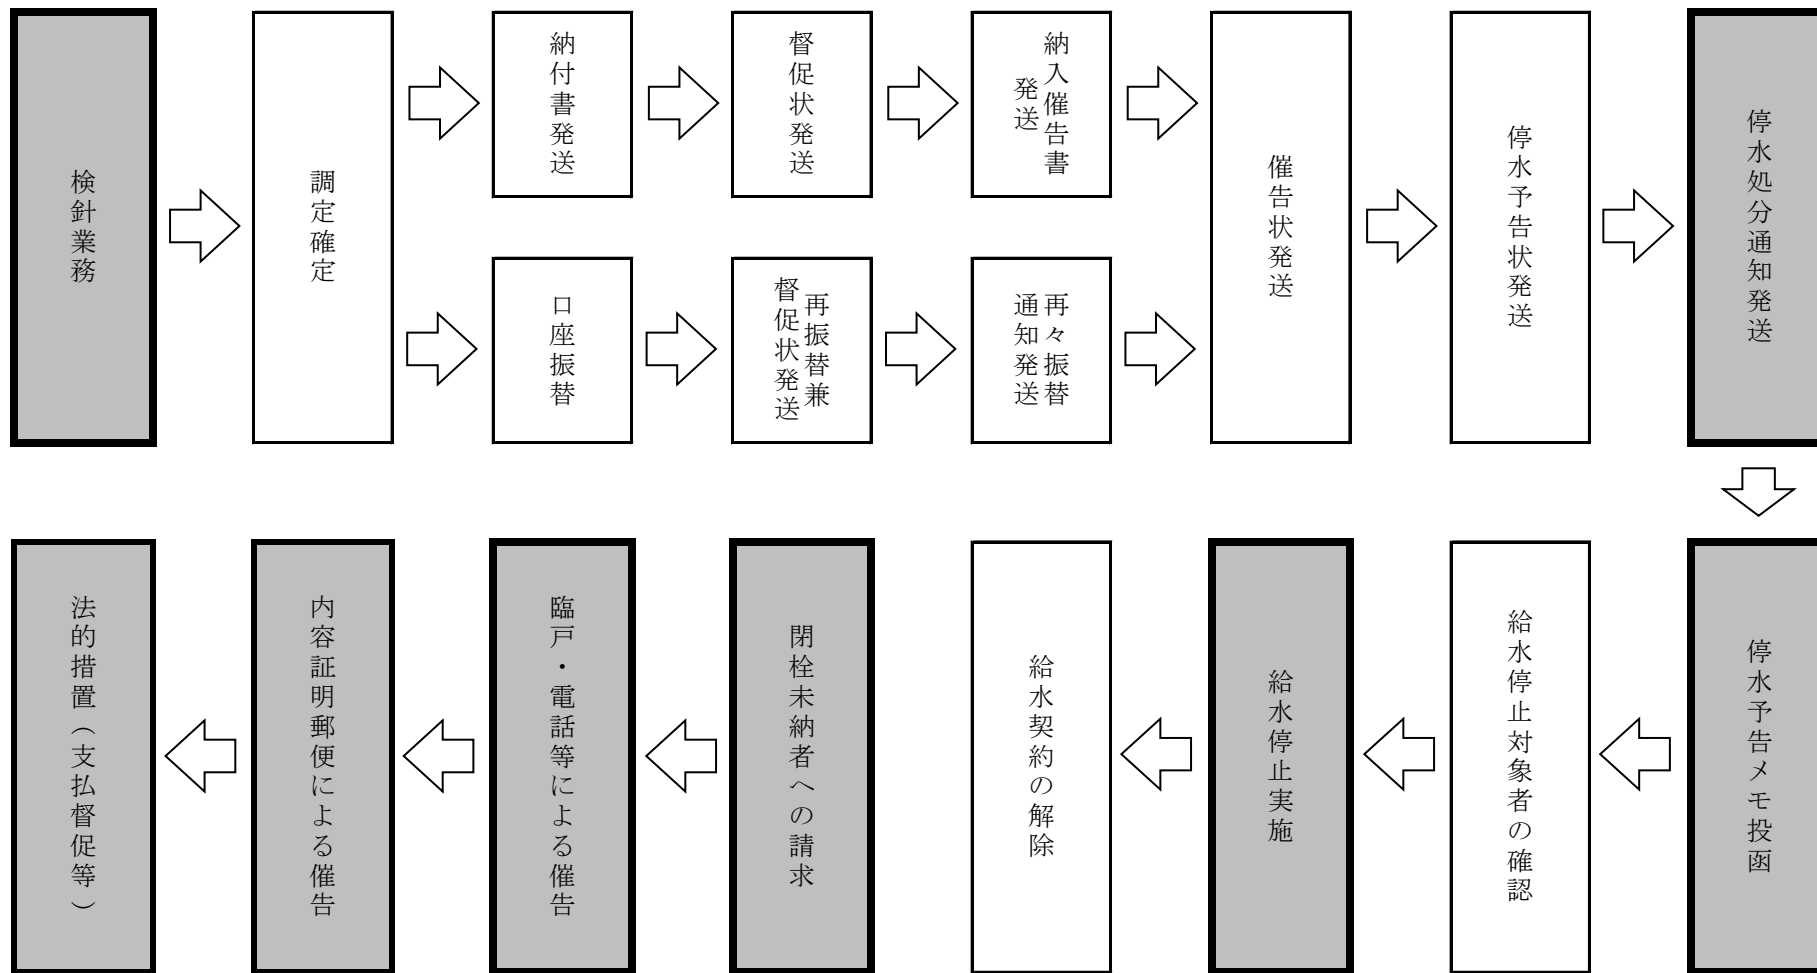 検針業務
調定確定
納付書発送
督促状発送
納入催告書
発送
口座振替
再振替兼
督促状発送
再々振替
通知発送
催告状発送
停水予告状発送
停水処分通知発送
停水予告メモ投函
給水停止対象者の確認
給水停止実施
給水契約の解除
閉栓未納者への請求
臨戸・電話等による催告
内容証明郵便による催告
法的措置（支払督促等）